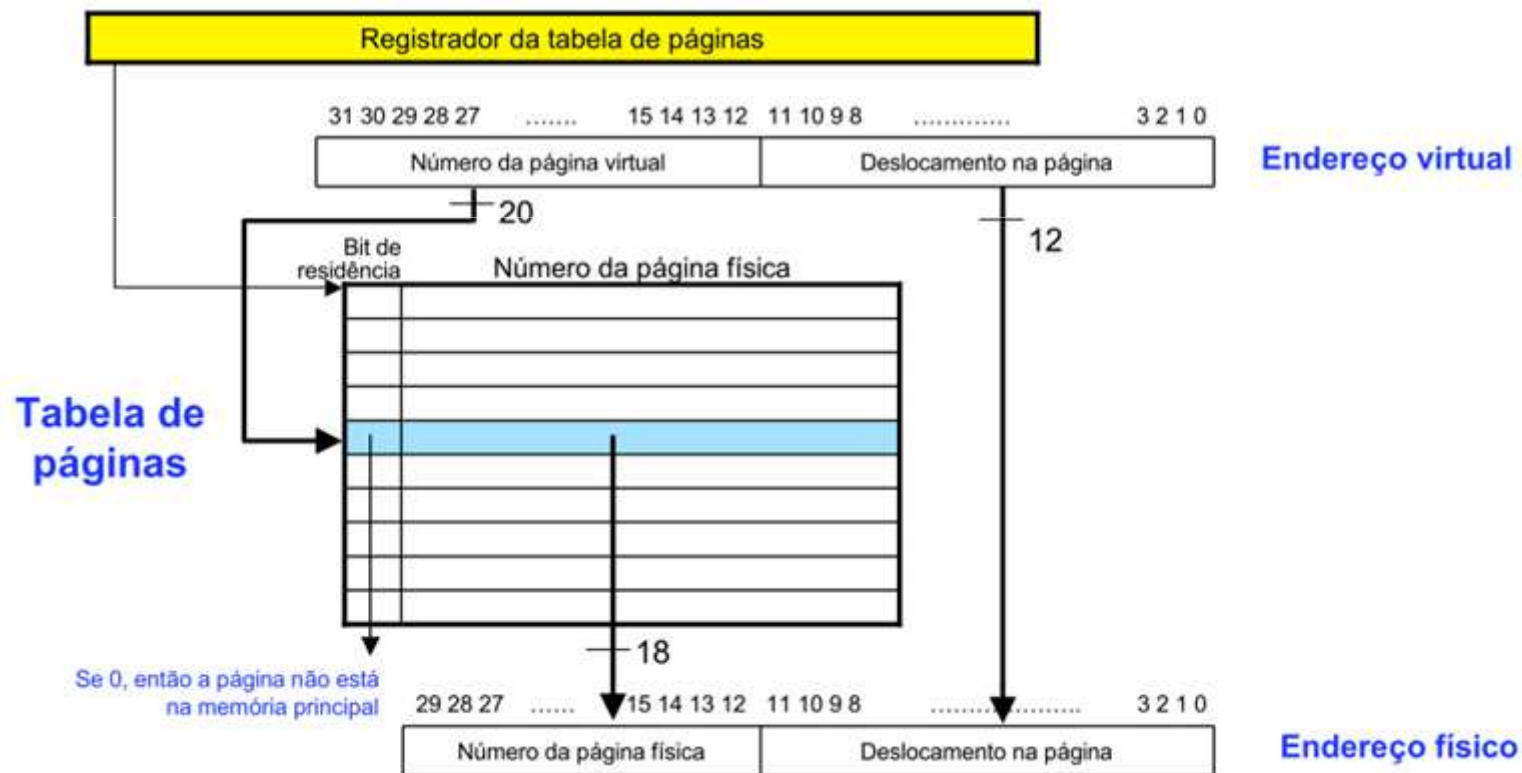 Registrador da tabela de páginas
31 30 29 28 27 ....... 15 14 13 12 11 10 9 8 ............. 3 2 1 0
Número da página virtual Deslocamento na página Endereço virtual
20
12
Bit de
residência Número da página física
Tabela de
páginas
18
Se 0, então a página não está
na memória principal
29 28 27 ...... 15 14 13 12 11 10 9 8 .................... 3 2 1 0
Número da página física Deslocamento na página Endereço físico